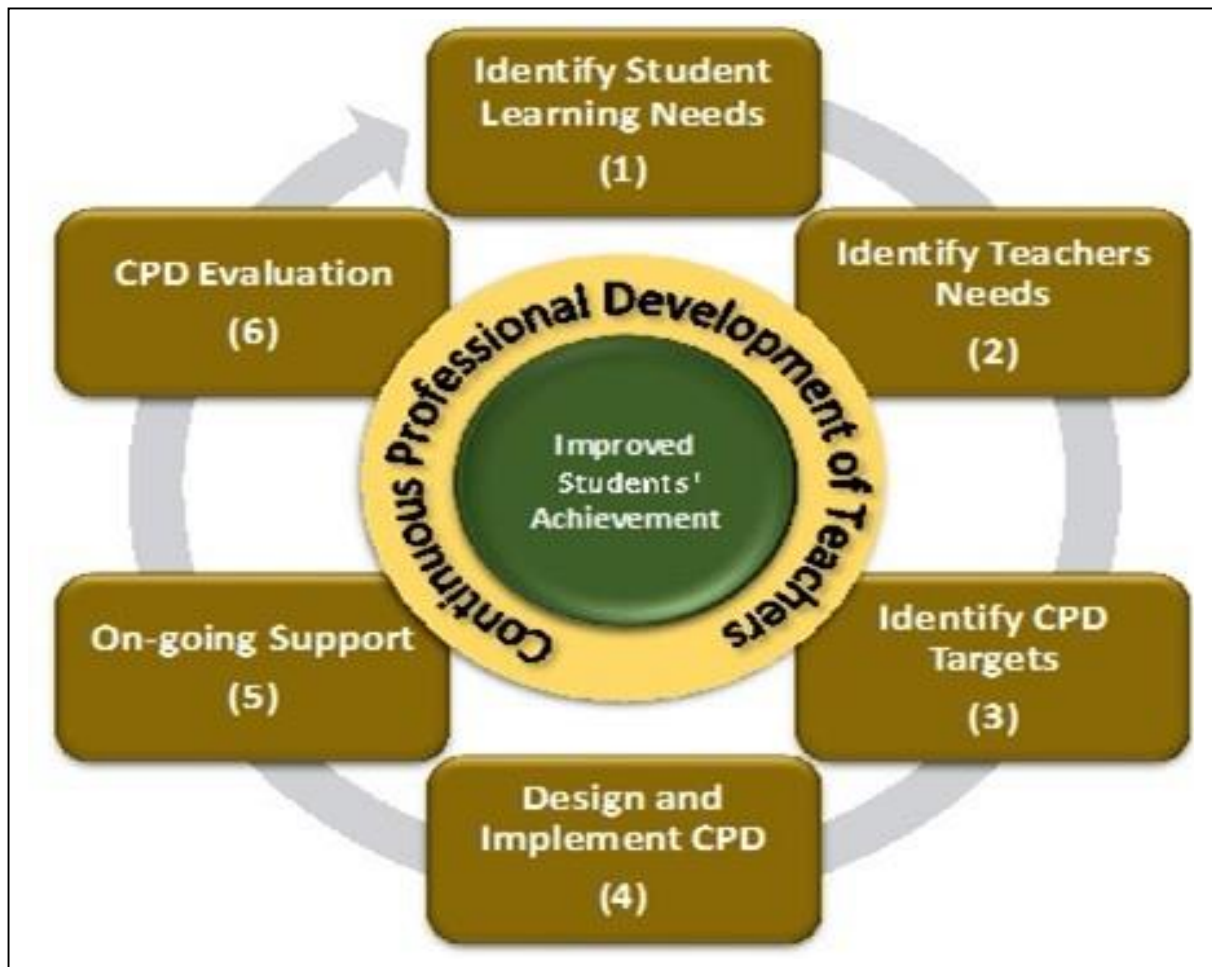 Identify Student
Learning Needs
(1)
Identify Teachers
Needs
(2)
Identify CPD
Targets
(3)
Design and
Implement CPD
(4)
On-going Support
(5)
CPD Evaluation
(6)
Continuous Professional Development of Teachers
Improved
Students'
Achievement